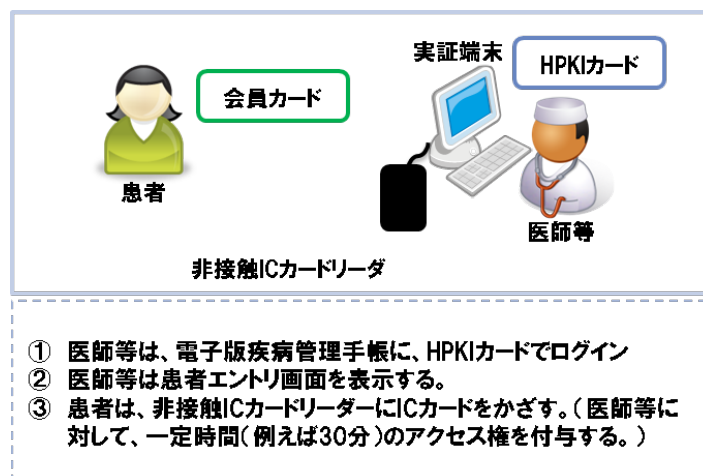 実証端末
HPKIカード
会員カード
患者
医師等
非接触ICカードリーダ
① 医師等は、電子版疾病管理手帳に、HPKIカードでログイン
② 医師等は患者エントリ画面を表示する。
③ 患者は、非接触ICカードリーダーにICカードをかざす。（医師等に
対して、一定時間（例えば30分）のアクセス権を付与する。）